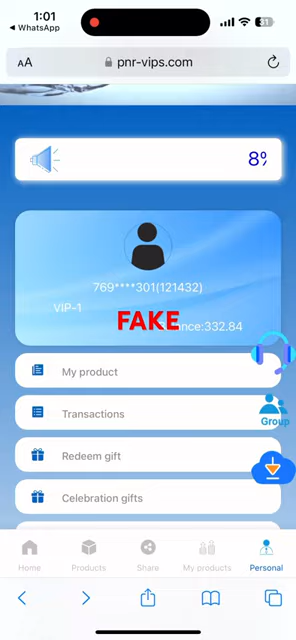 1:01
31
◀ WhatsApp
AA
pnr-vips.com
8%
769****301(121432)
VIP-1
FAKE
Balance:332.84
My product
Transactions
Group
Redeem gift
Celebration gifts
Home
Products
Share
My products
Personal